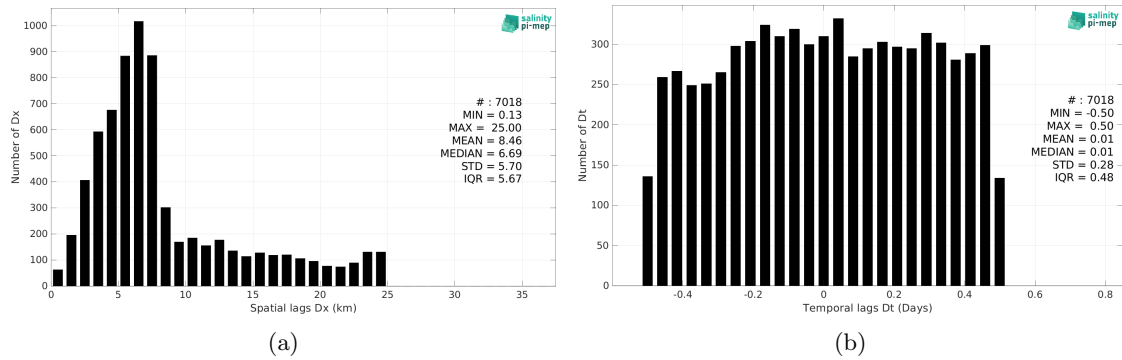 1000
900
800
700
600
500
400
300
200
100
0
Number of Dx
0 5 10 15 20 25 30 35
Spatial lags Dx (km)
salinity
pi-mep
# : 7018
MIN = 0.13
MAX = 25.00
MEAN = 8.46
MEDIAN = 6.69
STD = 5.70
IQR = 5.67
(a)
300
250
200
150
100
50
0
Number of Dt
-0.4 -0.2 0 0.2 0.4 0.6 0.8
Temporal lags Dt (Days)
salinity
pi-mep
# : 7018
MIN = -0.50
MAX = 0.50
MEAN = 0.01
MEDIAN = 0.01
STD = 0.28
IQR = 0.48
(b)